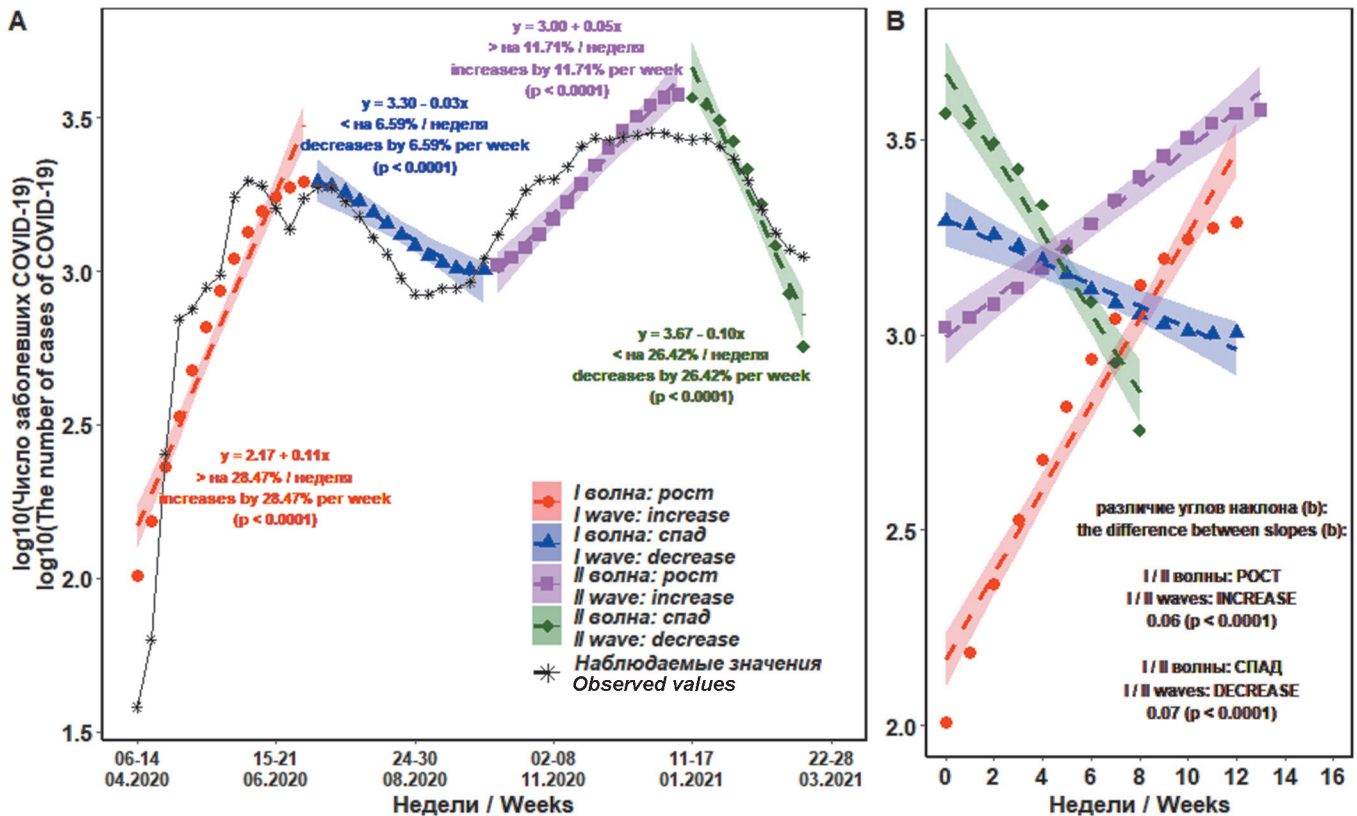 A
log10(Число заболевших COVID-19)
log10(The number of cases of COVID-19)
3.5
3.0
2.5
2.0
1.5
y = 2.17 + 0.11x
> на 28.47% / неделя
increases by 28.47% per week
(p < 0.0001)
y = 3.30 - 0.03x
< на 6.59% / неделя
decreases by 6.59% per week
(p < 0.0001)
y = 3.00 + 0.05x
> на 11.71% / неделя
increases by 11.71% per week
(p < 0.0001)
y = 3.67 - 0.10x
< на 26.42% / неделя
decreases by 26.42% per week
(p < 0.0001)
I волна: рост
I wave: increase
I волна: спад
I wave: decrease
II волна: рост
II wave: increase
II волна: спад
II wave: decrease
Наблюдаемые значения
Observed values
06-14 15-21 24-30 02-08 11-17 22-28
04.2020 06.2020 08.2020 11.2020 01.2021 03.2021
Недели / Weeks
B
3.5
3.0
2.5
2.0
различие углов наклона (b):
the difference between slopes (b):
I / II волны: РОСТ
I / II waves: INCREASE
0.06 (p < 0.0001)
I / II волны: СПАД
I / II waves: DECREASE
0.07 (p < 0.0001)
0 2 4 6 8 10 12 14 16
Недели / Weeks